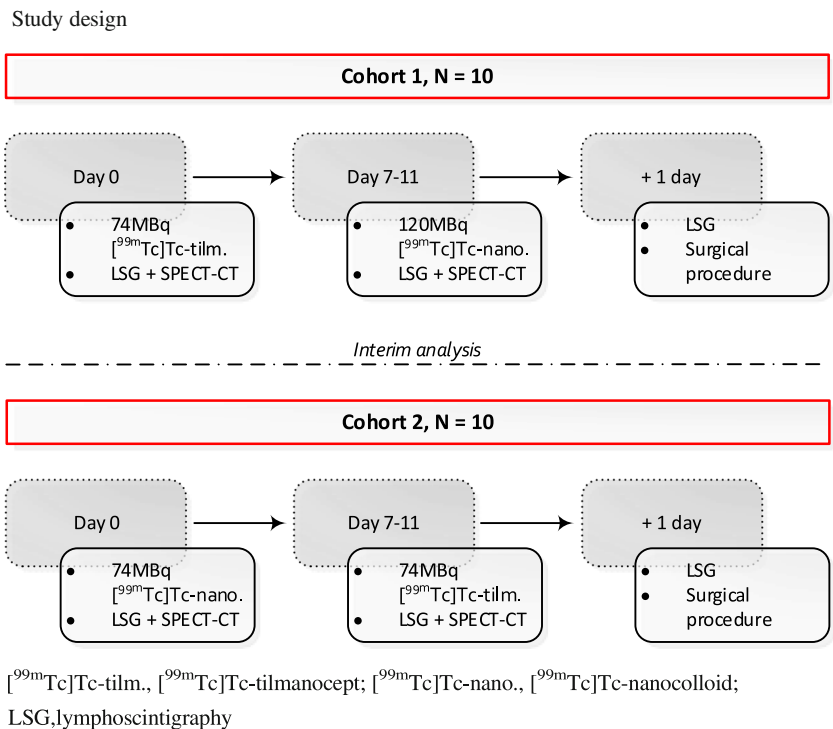 Study design
Cohort 1, N = 10
Day 0
Day 7-11
+ 1 day
• 74MBq
[99mTc]Tc-tilm.
• LSG + SPECT-CT
• 120MBq
[99mTc]Tc-nano.
• LSG + SPECT-CT
• LSG
• Surgical
procedure
Interim analysis
Cohort 2, N = 10
Day 0
Day 7-11
+ 1 day
• 74MBq
[99mTc]Tc-nano.
• LSG + SPECT-CT
• 74MBq
[99mTc]Tc-tilm.
• LSG + SPECT-CT
• LSG
• Surgical
procedure
[99mTc]Tc-tilm., [99mTc]Tc-tilmanocept; [99mTc]Tc-nano., [99mTc]Tc-nanocolloid;
LSG,lymphoscintigraphy